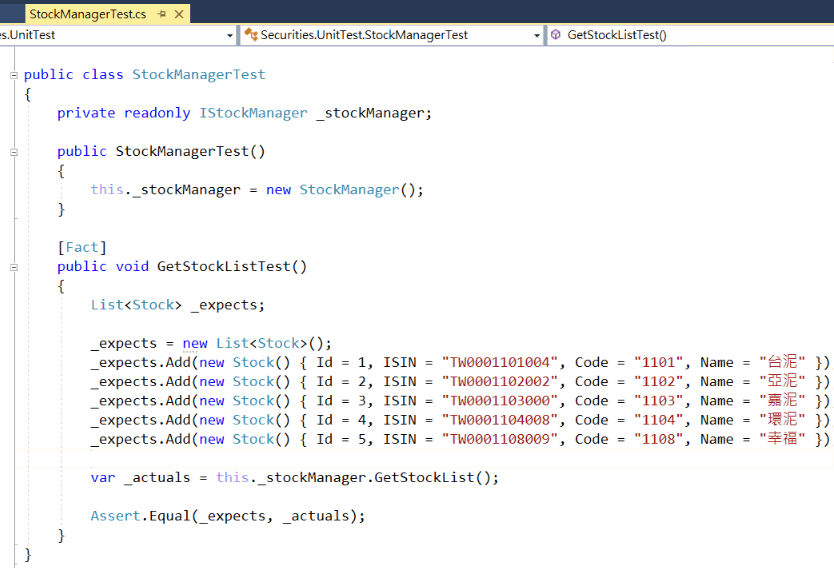 StockManagerTest.cs
es.UnitTest Securities.UnitTest.StockManagerTest GetStockListTest()
public class StockManagerTest
{
private readonly IStockManager _stockManager;
public StockManagerTest()
{
this._stockManager = new StockManager();
}
[Fact]
public void GetStockListTest()
{
List<Stock> _expects;
_expects = new List<Stock>();
_expects.Add(new Stock() { Id = 1, ISIN = "TW0001101004", Code = "1101", Name = "台泥" })
_expects.Add(new Stock() { Id = 2, ISIN = "TW0001102002", Code = "1102", Name = "亞泥" })
_expects.Add(new Stock() { Id = 3, ISIN = "TW0001103000", Code = "1103", Name = "嘉泥" })
_expects.Add(new Stock() { Id = 4, ISIN = "TW0001104008", Code = "1104", Name = "環泥" })
_expects.Add(new Stock() { Id = 5, ISIN = "TW0001108009", Code = "1108", Name = "幸福" })
var _actuals = this._stockManager.GetStockList();
Assert.Equal(_expects, _actuals);
}
}